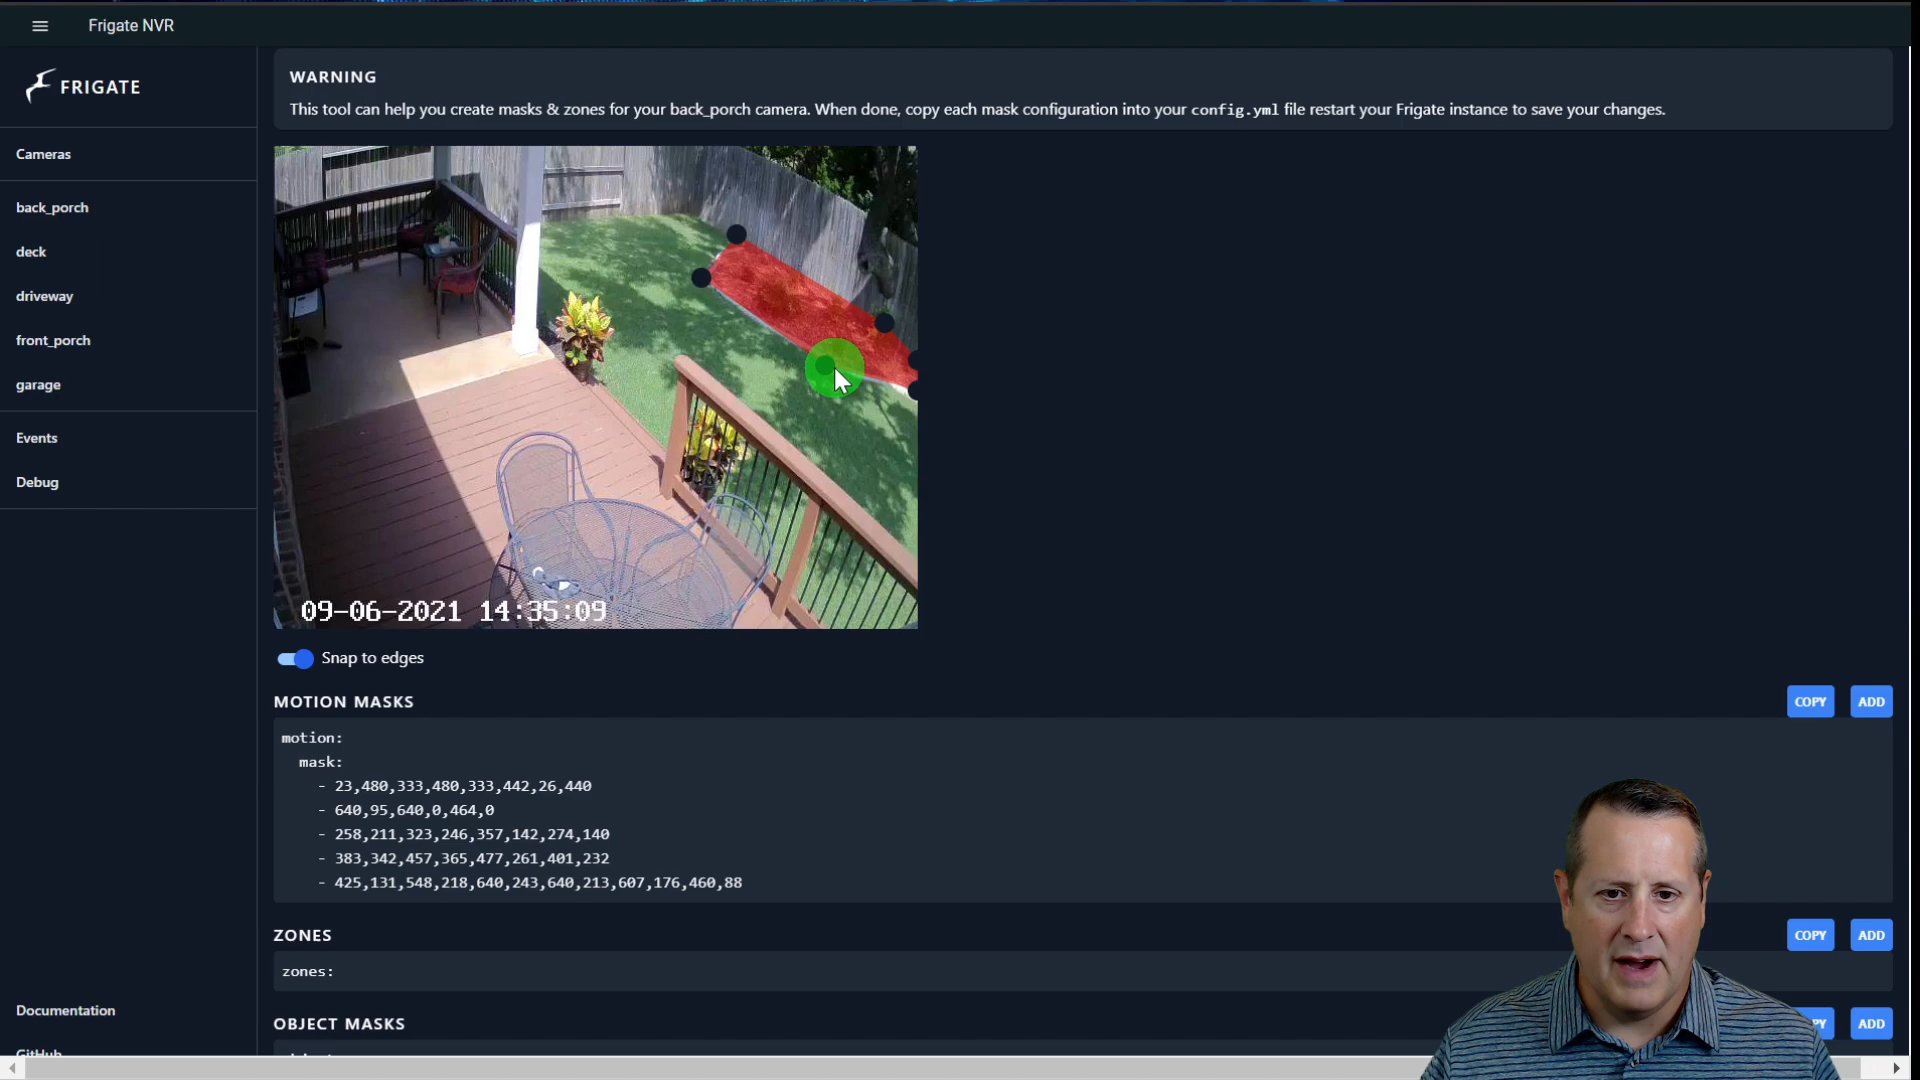 Frigate NVR
FRIGATE
WARNING
This tool can help you create masks & zones for your back_porch camera. When done, copy each mask configuration into your config.yml file restart your Frigate instance to save your changes.
Cameras
back_porch
deck
driveway
front_porch
garage
Events
Debug
09-06-2021 14:35:09
Snap to edges
MOTION MASKS
COPY
ADD
motion:
mask:
- 23,480,333,480,333,442,26,440
- 640,95,640,0,464,0
- 258,211,323,246,357,142,274,140
- 383,342,457,365,477,261,401,232
- 425,131,548,218,640,243,640,213,607,176,460,88
ZONES
COPY
ADD
zones:
Documentation
OBJECT MASKS
ADD
GitHub